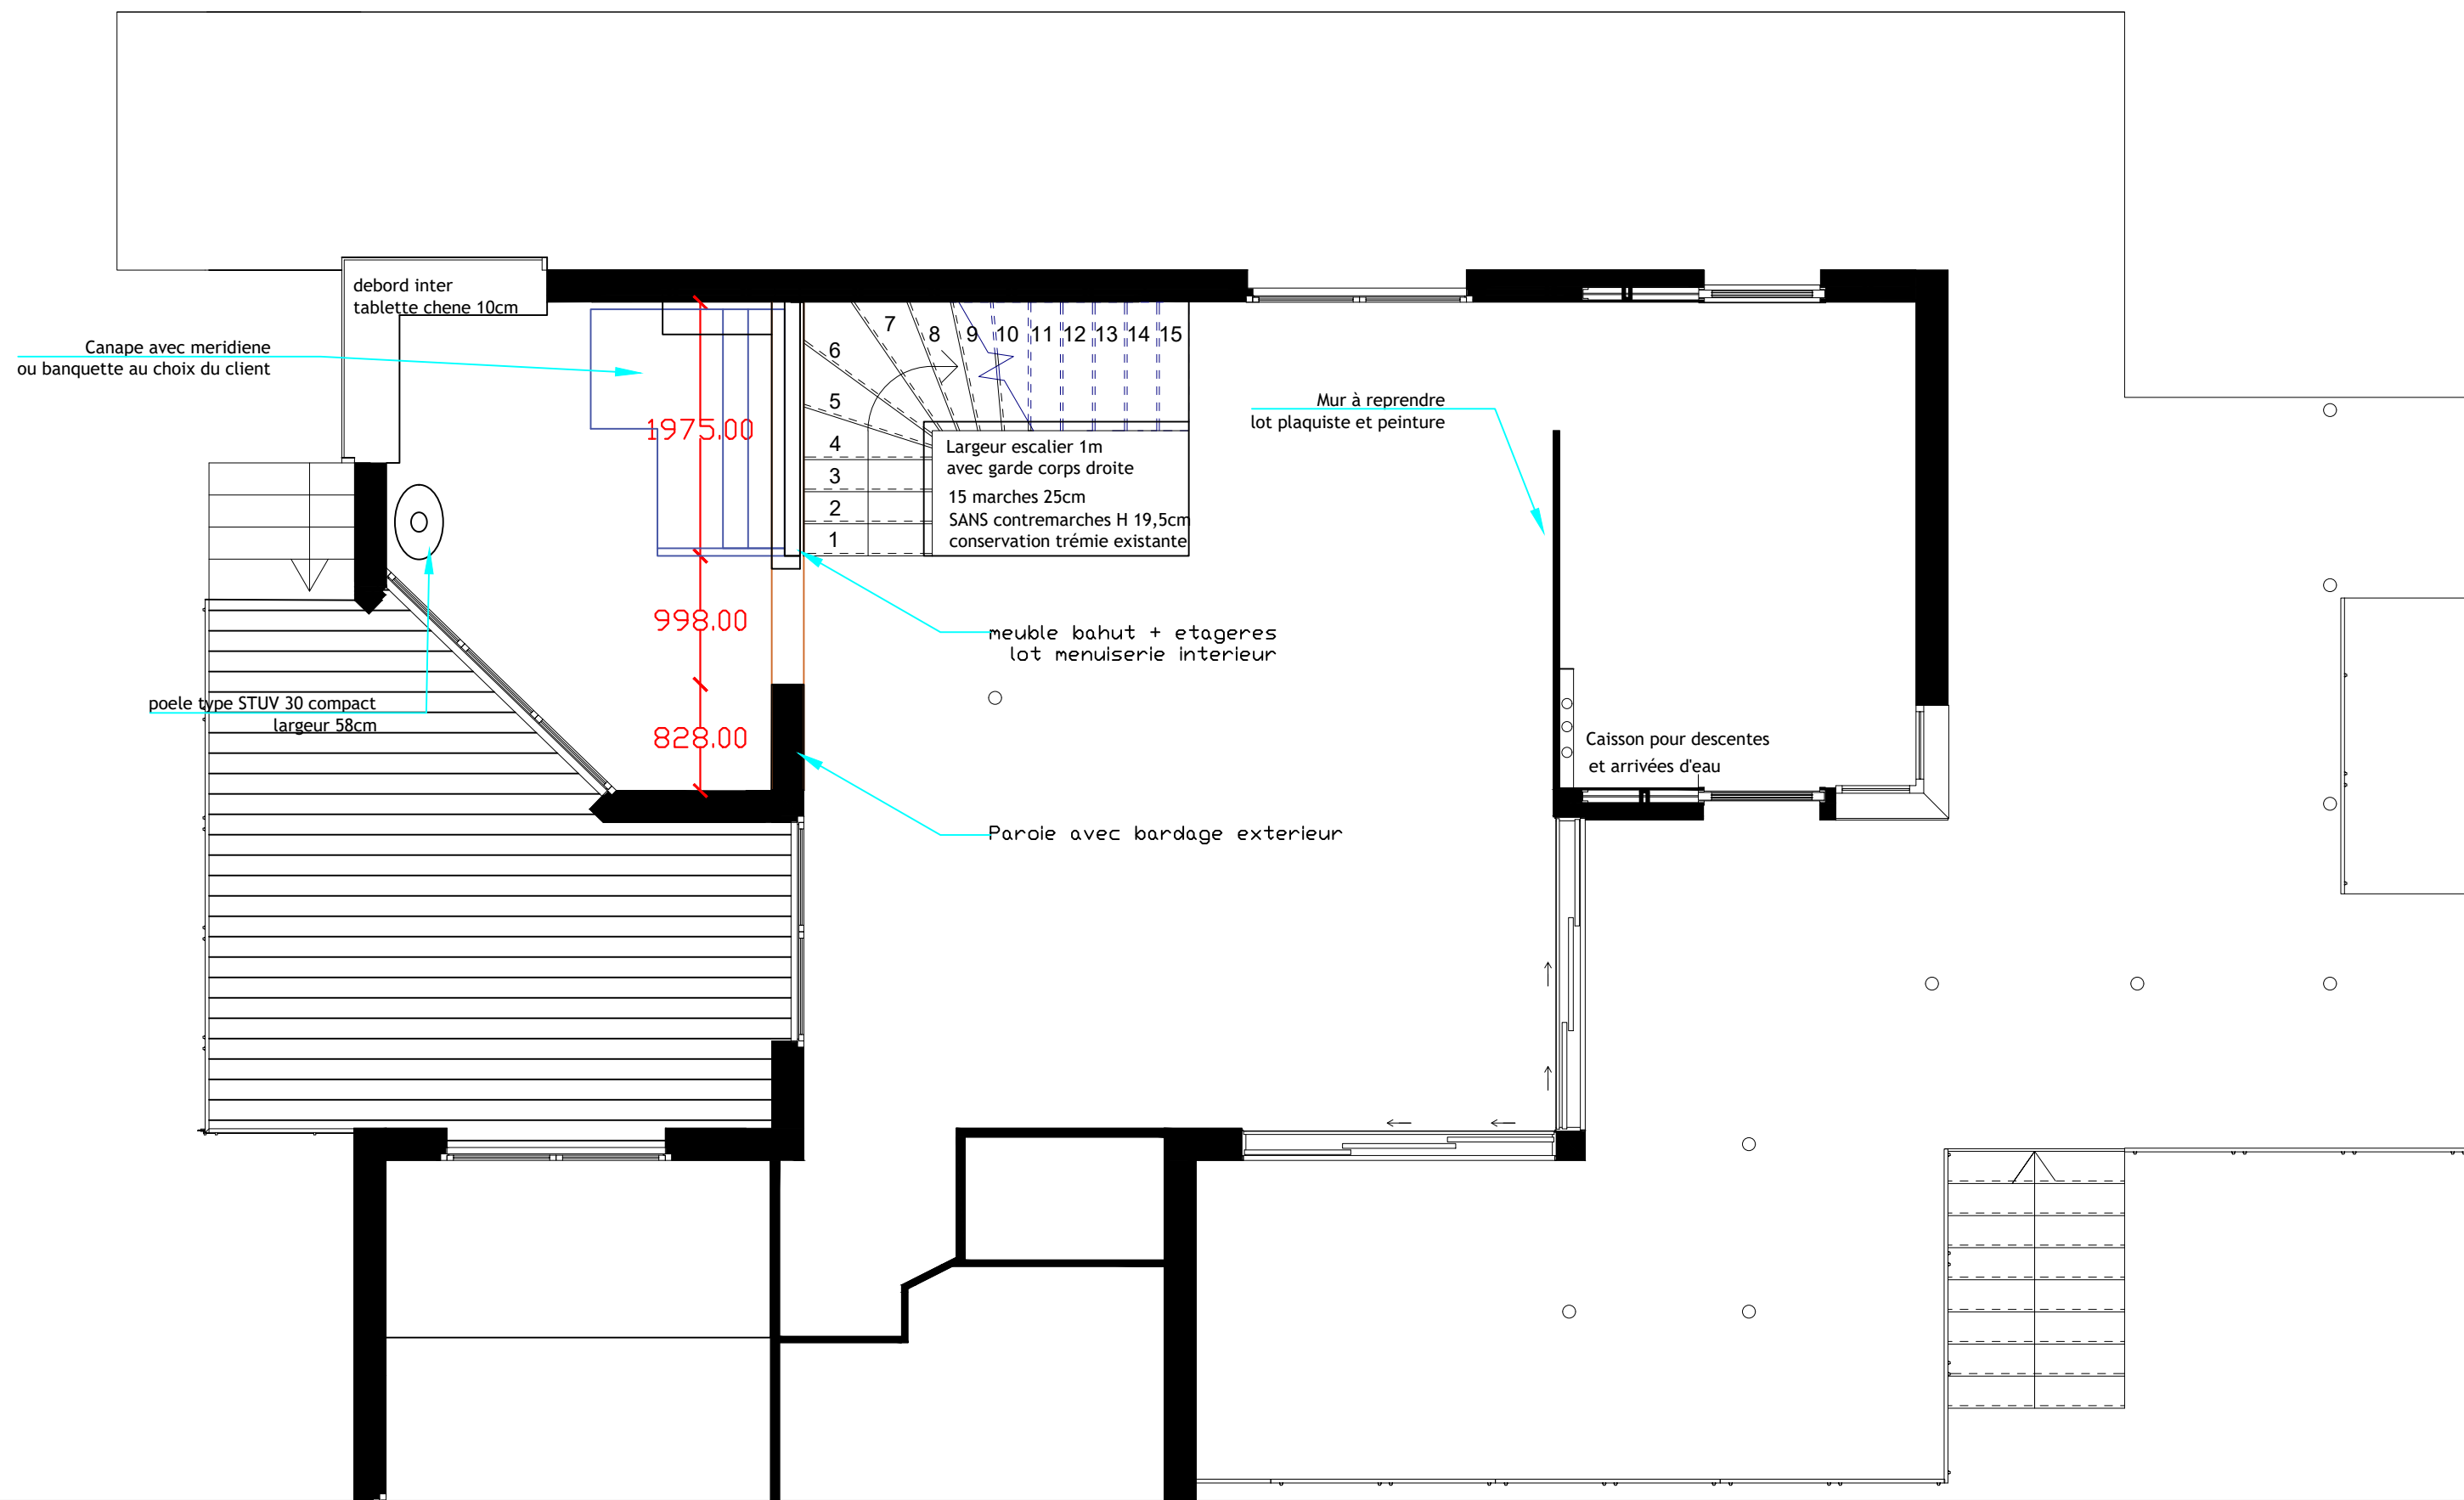 debord inter
tablette chene 10cm
Canape avec meridiene
ou banquette au choix du client
1975.00
998.00
828.00
1
2
3
4
5
6
7
8
9
10
11
12
13
14
15
Largeur escalier 1m
avec garde corps droite
15 marches 25cm
SANS contremarches H 19,5cm
conservation trémie existante
Mur à reprendre
lot plaquiste et peinture
meuble bahut + etageres
lot menuiserie interieur
poele type STUV 30 compact
largeur 58cm
Caisson pour descentes
et arrivées d'eau
Paroie avec bardage exterieur